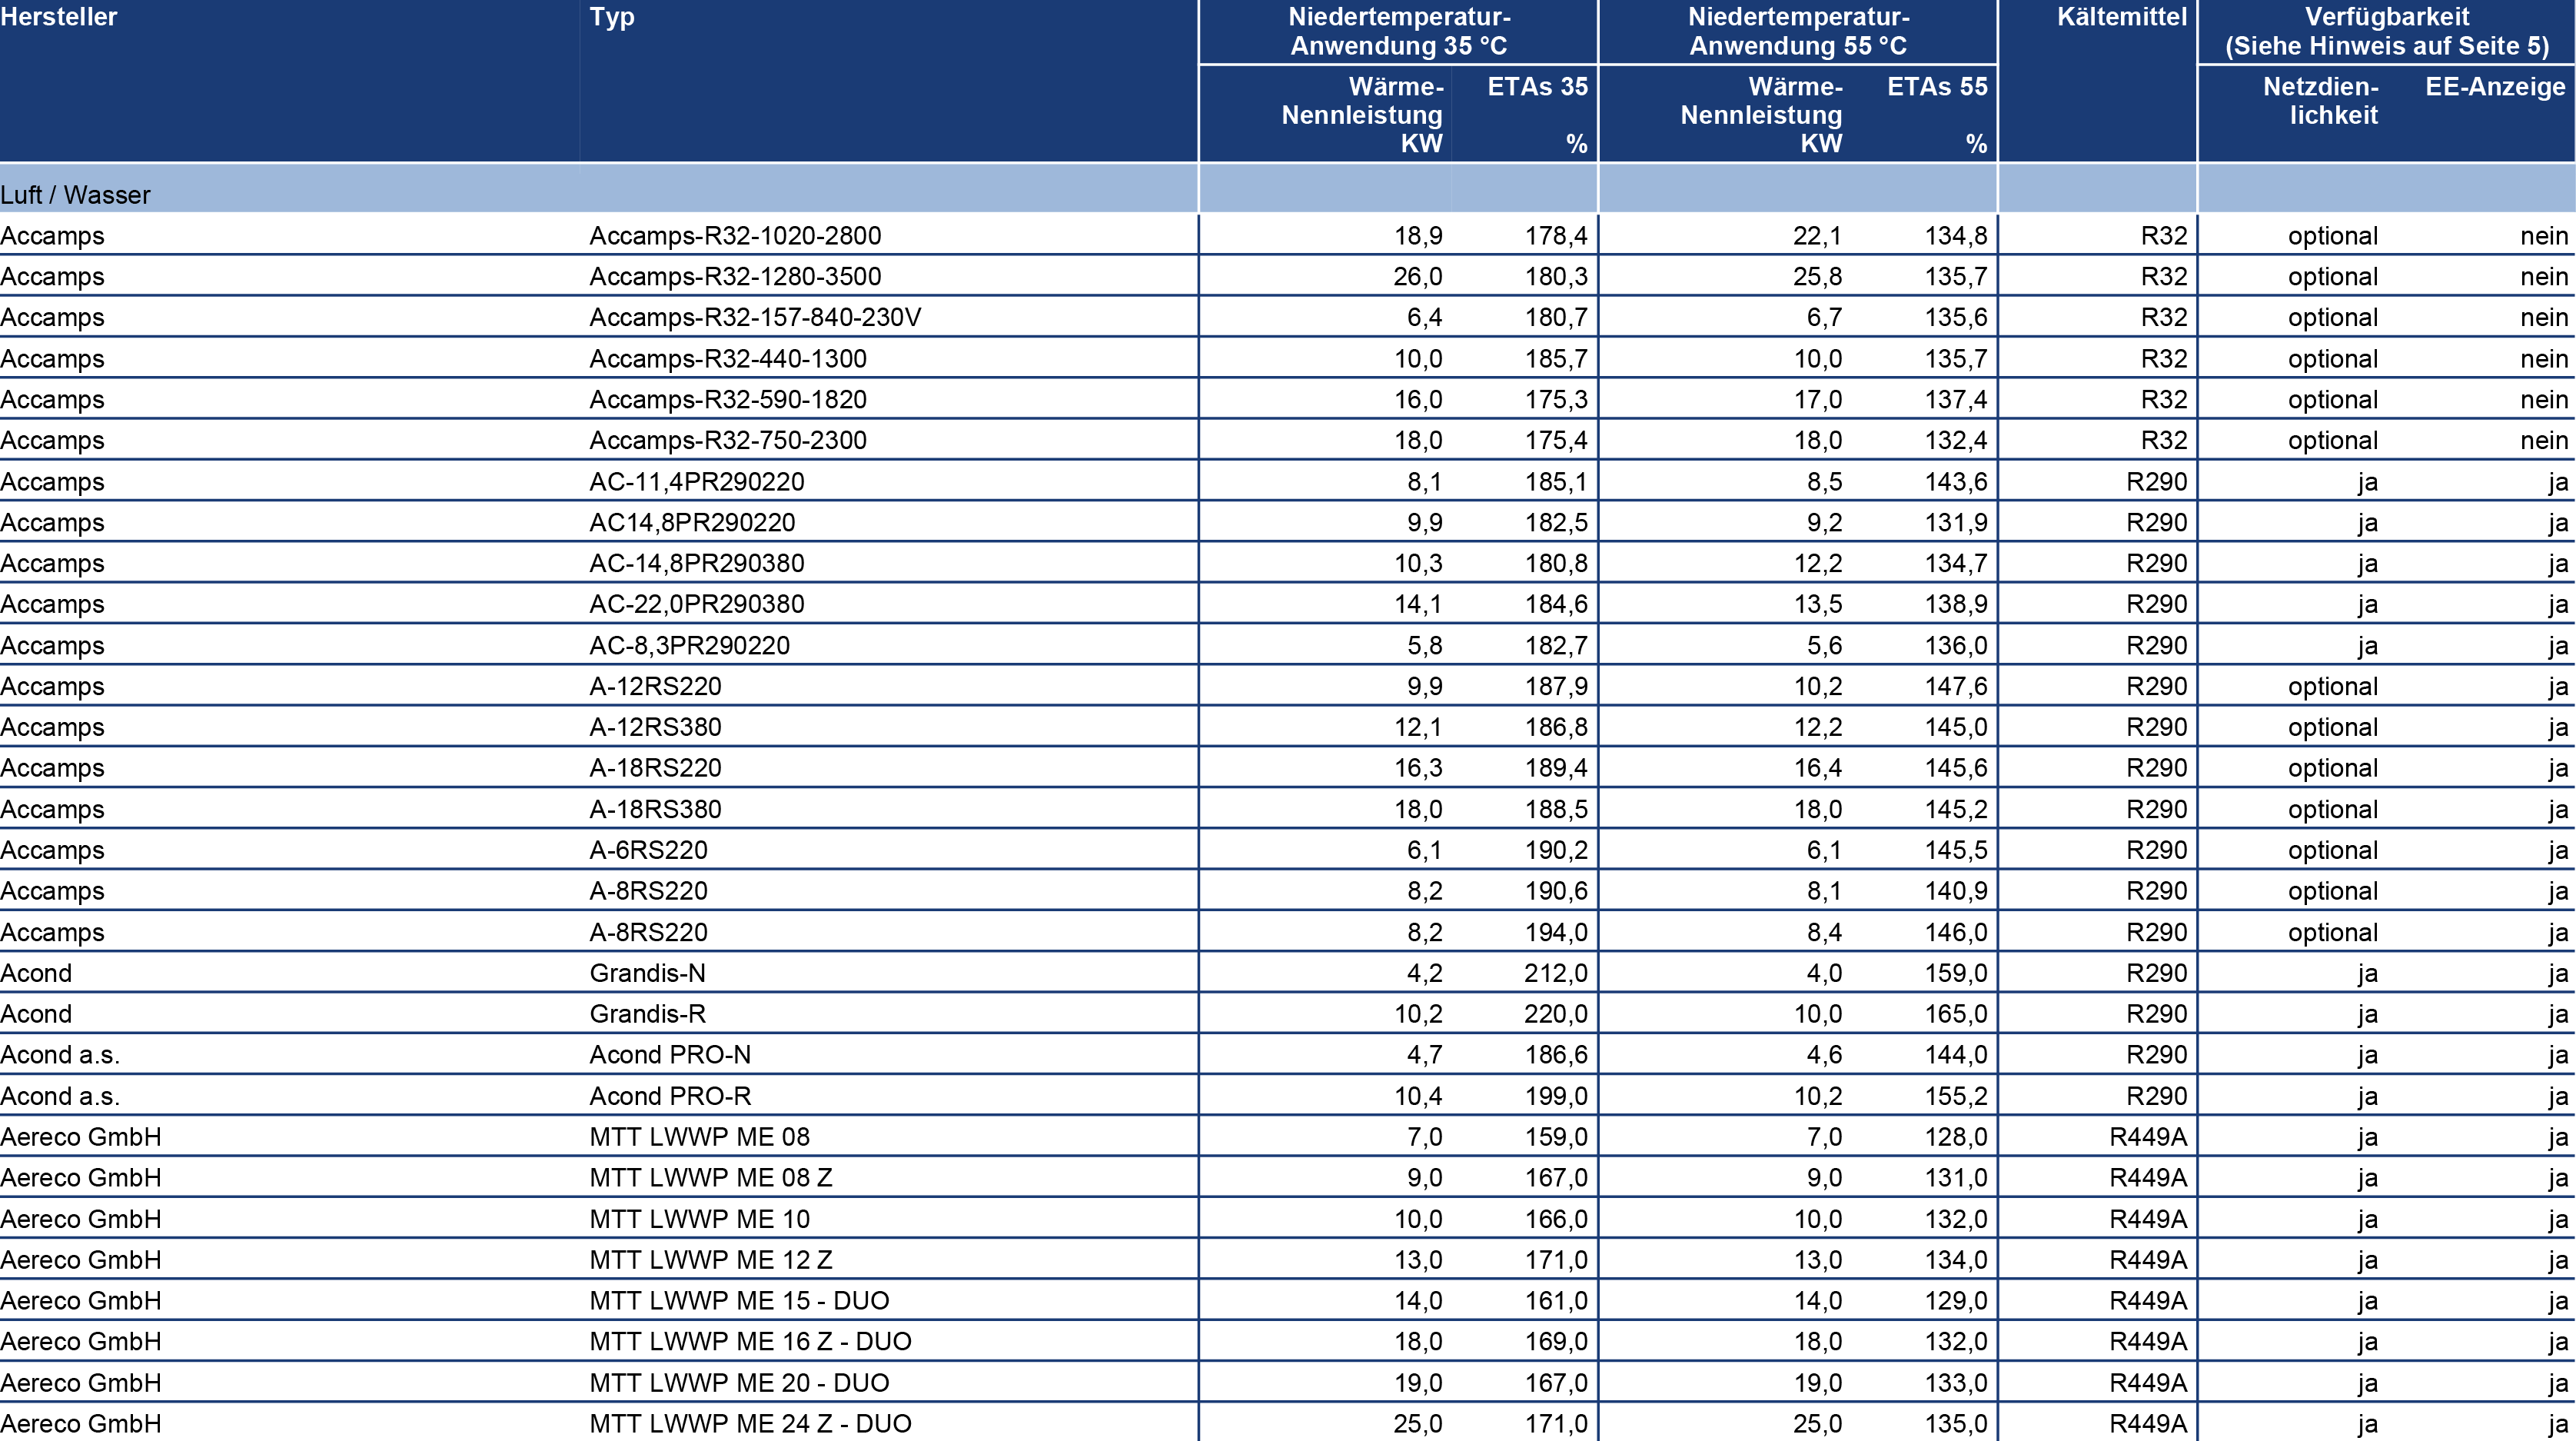 Hersteller Typ Niedertemperatur- Niedertemperatur- Kältemittel Verfügbarkeit
Anwendung 35 °C Anwendung 55 °C (Siehe Hinweis auf Seite 5)
Wärme- ETAs 35 Wärme- ETAs 55 Netzdien- EE-Anzeige
Nennleistung Nennleistung lichkeit
KW % KW %
Luft / Wasser
Accamps Accamps-R32-1020-2800 18,9 178,4 22,1 134,8 R32 optional nein
Accamps Accamps-R32-1280-3500 26,0 180,3 25,8 135,7 R32 optional nein
Accamps Accamps-R32-157-840-230V 6,4 180,7 6,7 135,6 R32 optional nein
Accamps Accamps-R32-440-1300 10,0 185,7 10,0 135,7 R32 optional nein
Accamps Accamps-R32-590-1820 16,0 175,3 17,0 137,4 R32 optional nein
Accamps Accamps-R32-750-2300 18,0 175,4 18,0 132,4 R32 optional nein
Accamps AC-11,4PR290220 8,1 185,1 8,5 143,6 R290 ja ja
Accamps AC14,8PR290220 9,9 182,5 9,2 131,9 R290 ja ja
Accamps AC-14,8PR290380 10,3 180,8 12,2 134,7 R290 ja ja
Accamps AC-22,0PR290380 14,1 184,6 13,5 138,9 R290 ja ja
Accamps AC-8,3PR290220 5,8 182,7 5,6 136,0 R290 ja ja
Accamps A-12RS220 9,9 187,9 10,2 147,6 R290 optional ja
Accamps A-12RS380 12,1 186,8 12,2 145,0 R290 optional ja
Accamps A-18RS220 16,3 189,4 16,4 145,6 R290 optional ja
Accamps A-18RS380 18,0 188,5 18,0 145,2 R290 optional ja
Accamps A-6RS220 6,1 190,2 6,1 145,5 R290 optional ja
Accamps A-8RS220 8,2 190,6 8,1 140,9 R290 optional ja
Accamps A-8RS220 8,2 194,0 8,4 146,0 R290 optional ja
Acond Grandis-N 4,2 212,0 4,0 159,0 R290 ja ja
Acond Grandis-R 10,2 220,0 10,0 165,0 R290 ja ja
Acond a.s. Acond PRO-N 4,7 186,6 4,6 144,0 R290 ja ja
Acond a.s. Acond PRO-R 10,4 199,0 10,2 155,2 R290 ja ja
Aereco GmbH MTT LWWP ME 08 7,0 159,0 7,0 128,0 R449A ja ja
Aereco GmbH MTT LWWP ME 08 Z 9,0 167,0 9,0 131,0 R449A ja ja
Aereco GmbH MTT LWWP ME 10 10,0 166,0 10,0 132,0 R449A ja ja
Aereco GmbH MTT LWWP ME 12 Z 13,0 171,0 13,0 134,0 R449A ja ja
Aereco GmbH MTT LWWP ME 15 - DUO 14,0 161,0 14,0 129,0 R449A ja ja
Aereco GmbH MTT LWWP ME 16 Z - DUO 18,0 169,0 18,0 132,0 R449A ja ja
Aereco GmbH MTT LWWP ME 20 - DUO 19,0 167,0 19,0 133,0 R449A ja ja
Aereco GmbH MTT LWWP ME 24 Z - DUO 25,0 171,0 25,0 135,0 R449A ja ja